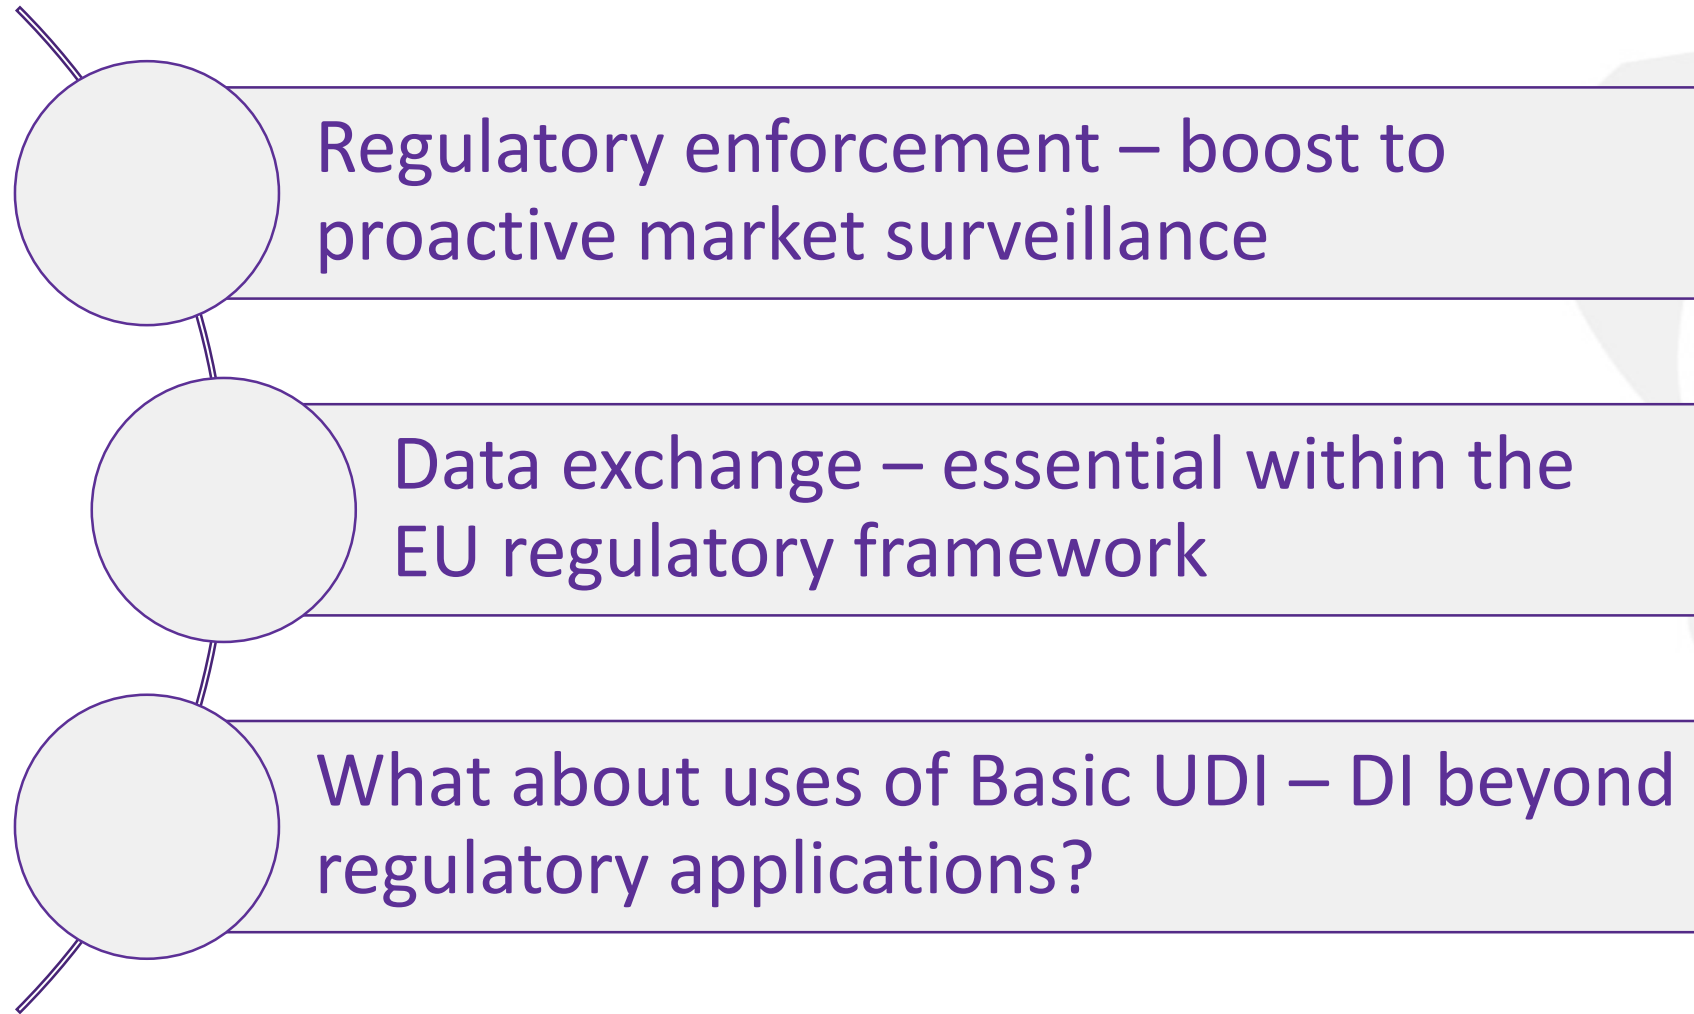 Regulatory enforcement – boost to
proactive market surveillance
Data exchange – essential within the
EU regulatory framework
What about uses of Basic UDI – DI beyond
regulatory applications?